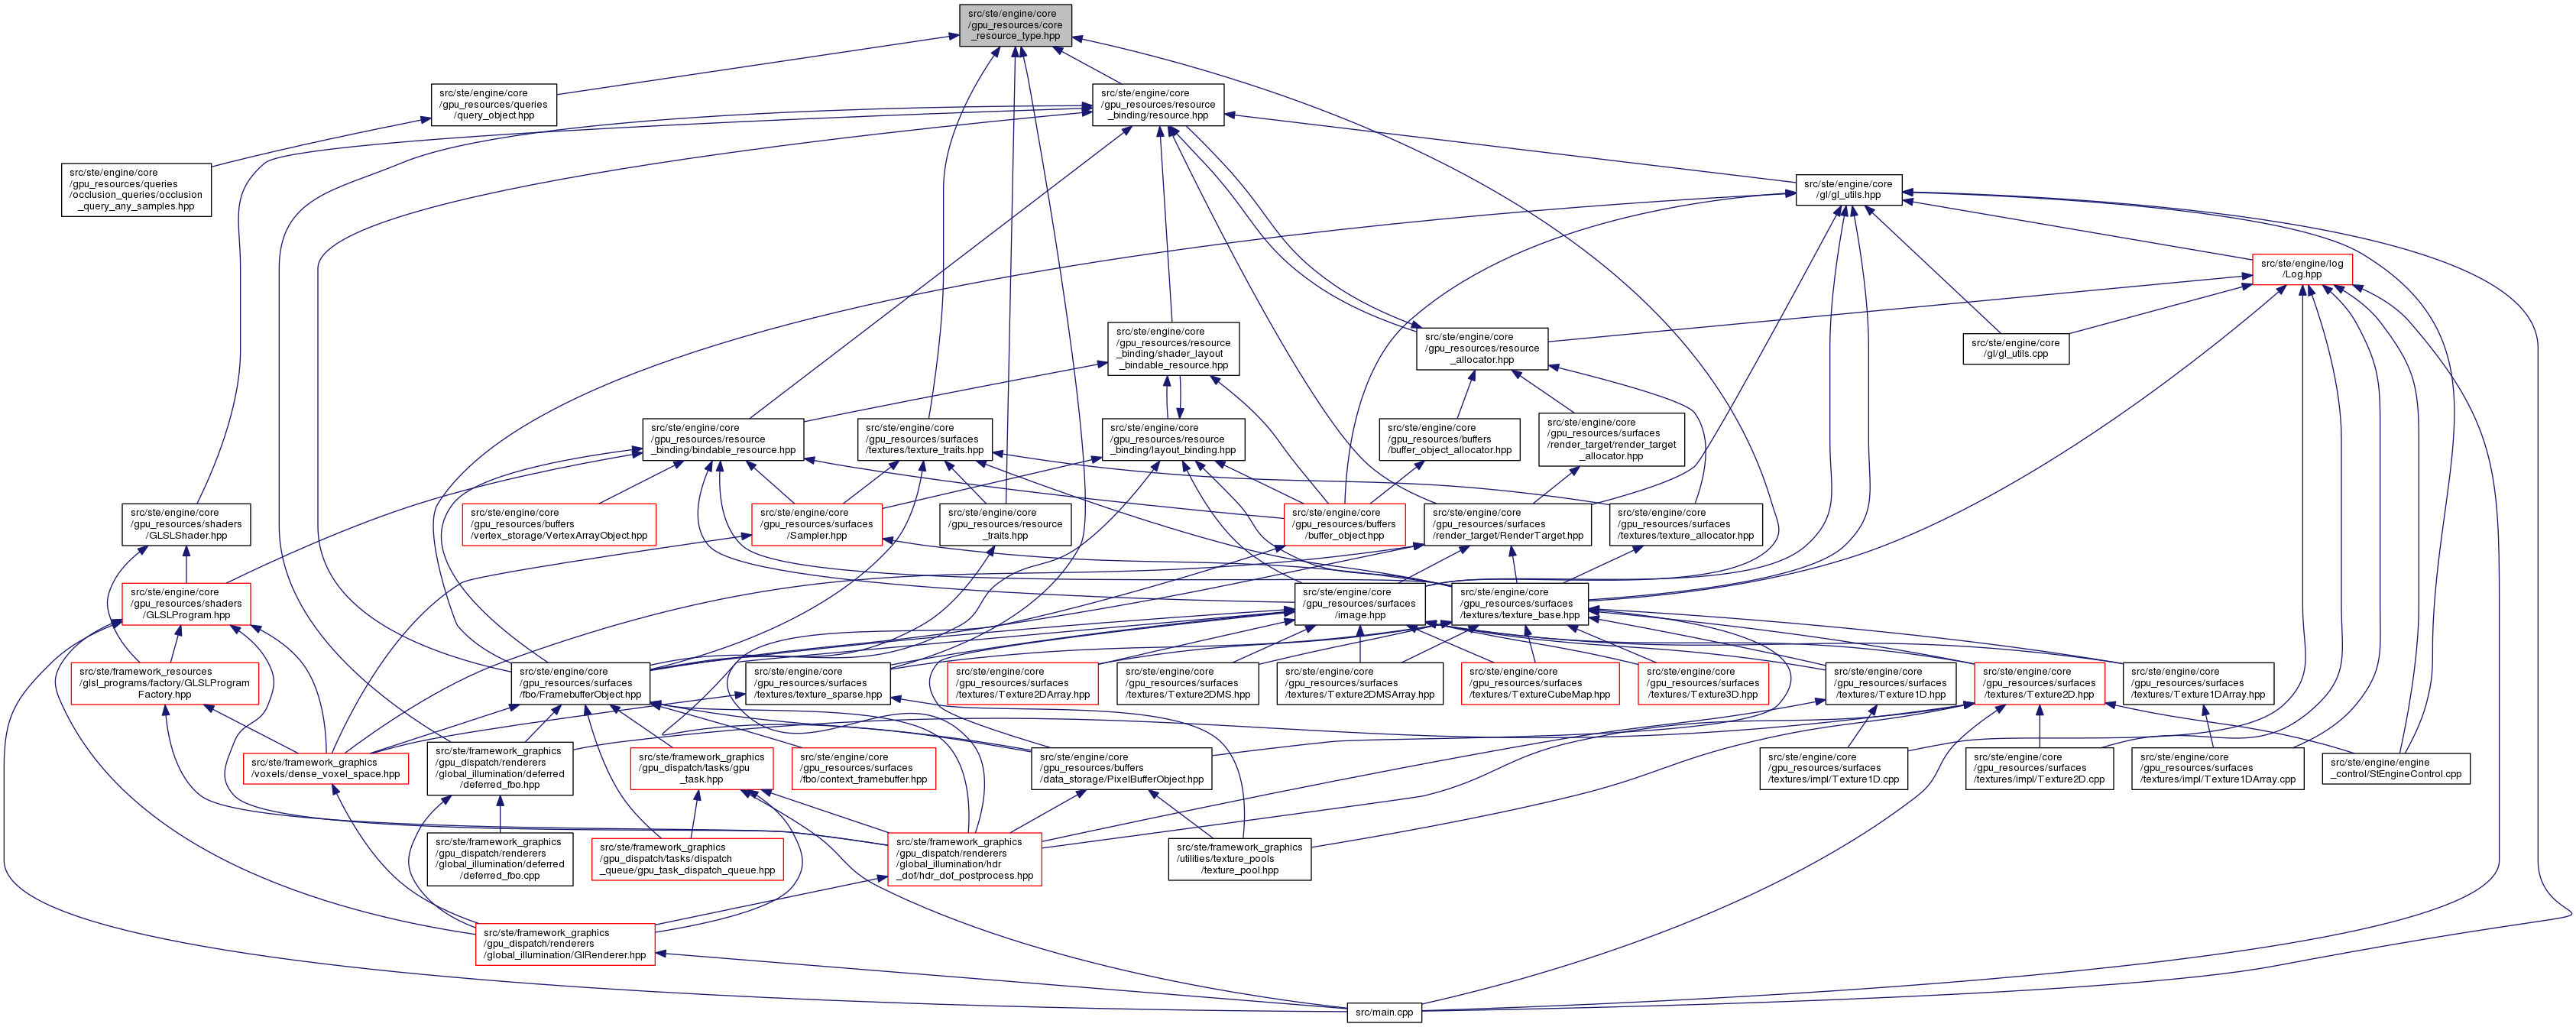 src/ste/engine/core
/gpu_resources/core
_resource_type.hpp
src/ste/engine/core
/gpu_resources/queries
/query_object.hpp
src/ste/engine/core
/gpu_resources/resource
_binding/resource.hpp
src/ste/engine/core
/gpu_resources/queries
/occlusion_queries/occlusion
_query_any_samples.hpp
src/ste/engine/core
/gl/gl_utils.hpp
src/ste/engine/log
/Log.hpp
src/ste/engine/core
/gpu_resources/resource
_binding/shader_layout
_bindable_resource.hpp
src/ste/engine/core
/gpu_resources/resource
_allocator.hpp
src/ste/engine/core
/gl/gl_utils.cpp
src/ste/engine/core
/gpu_resources/resource
_binding/bindable_resource.hpp
src/ste/engine/core
/gpu_resources/surfaces
/textures/texture_traits.hpp
src/ste/engine/core
/gpu_resources/resource
_binding/layout_binding.hpp
src/ste/engine/core
/gpu_resources/buffers
/buffer_object_allocator.hpp
src/ste/engine/core
/gpu_resources/surfaces
/render_target/render_target
_allocator.hpp
src/ste/engine/core
/gpu_resources/shaders
/GLSLShader.hpp
src/ste/engine/core
/gpu_resources/buffers
/vertex_storage/VertexArrayObject.hpp
src/ste/engine/core
/gpu_resources/surfaces
/Sampler.hpp
src/ste/engine/core
/gpu_resources/resource
_traits.hpp
src/ste/engine/core
/gpu_resources/buffers
/buffer_object.hpp
src/ste/engine/core
/gpu_resources/surfaces
/render_target/RenderTarget.hpp
src/ste/engine/core
/gpu_resources/surfaces
/textures/texture_allocator.hpp
src/ste/engine/core
/gpu_resources/shaders
/GLSLProgram.hpp
src/ste/engine/core
/gpu_resources/surfaces
/image.hpp
src/ste/engine/core
/gpu_resources/surfaces
/textures/texture_base.hpp
src/ste/framework_resources
/glsl_programs/factory/GLSLProgram
Factory.hpp
src/ste/engine/core
/gpu_resources/surfaces
/fbo/FramebufferObject.hpp
src/ste/engine/core
/gpu_resources/surfaces
/textures/texture_sparse.hpp
src/ste/engine/core
/gpu_resources/surfaces
/textures/Texture2DArray.hpp
src/ste/engine/core
/gpu_resources/surfaces
/textures/Texture2DMS.hpp
src/ste/engine/core
/gpu_resources/surfaces
/textures/Texture2DMSArray.hpp
src/ste/engine/core
/gpu_resources/surfaces
/textures/TextureCubeMap.hpp
src/ste/engine/core
/gpu_resources/surfaces
/textures/Texture3D.hpp
src/ste/engine/core
/gpu_resources/surfaces
/textures/Texture1D.hpp
src/ste/engine/core
/gpu_resources/surfaces
/textures/Texture2D.hpp
src/ste/engine/core
/gpu_resources/surfaces
/textures/Texture1DArray.hpp
src/ste/framework_graphics
/voxels/dense_voxel_space.hpp
src/ste/framework_graphics
/gpu_dispatch/renderers
/global_illumination/deferred
/deferred_fbo.hpp
src/ste/framework_graphics
/gpu_dispatch/tasks/gpu
_task.hpp
src/ste/engine/core
/gpu_resources/surfaces
/fbo/context_framebuffer.hpp
src/ste/engine/core
/gpu_resources/buffers
/data_storage/PixelBufferObject.hpp
src/ste/engine/core
/gpu_resources/surfaces
/textures/impl/Texture1D.cpp
src/ste/engine/core
/gpu_resources/surfaces
/textures/impl/Texture2D.cpp
src/ste/engine/core
/gpu_resources/surfaces
/textures/impl/Texture1DArray.cpp
src/ste/engine/engine
_control/StEngineControl.cpp
src/ste/framework_graphics
/gpu_dispatch/renderers
/global_illumination/deferred
/deferred_fbo.cpp
src/ste/framework_graphics
/gpu_dispatch/tasks/dispatch
_queue/gpu_task_dispatch_queue.hpp
src/ste/framework_graphics
/gpu_dispatch/renderers
/global_illumination/hdr
_dof/hdr_dof_postprocess.hpp
src/ste/framework_graphics
/utilities/texture_pools
/texture_pool.hpp
src/ste/framework_graphics
/gpu_dispatch/renderers
/global_illumination/GIRenderer.hpp
src/main.cpp